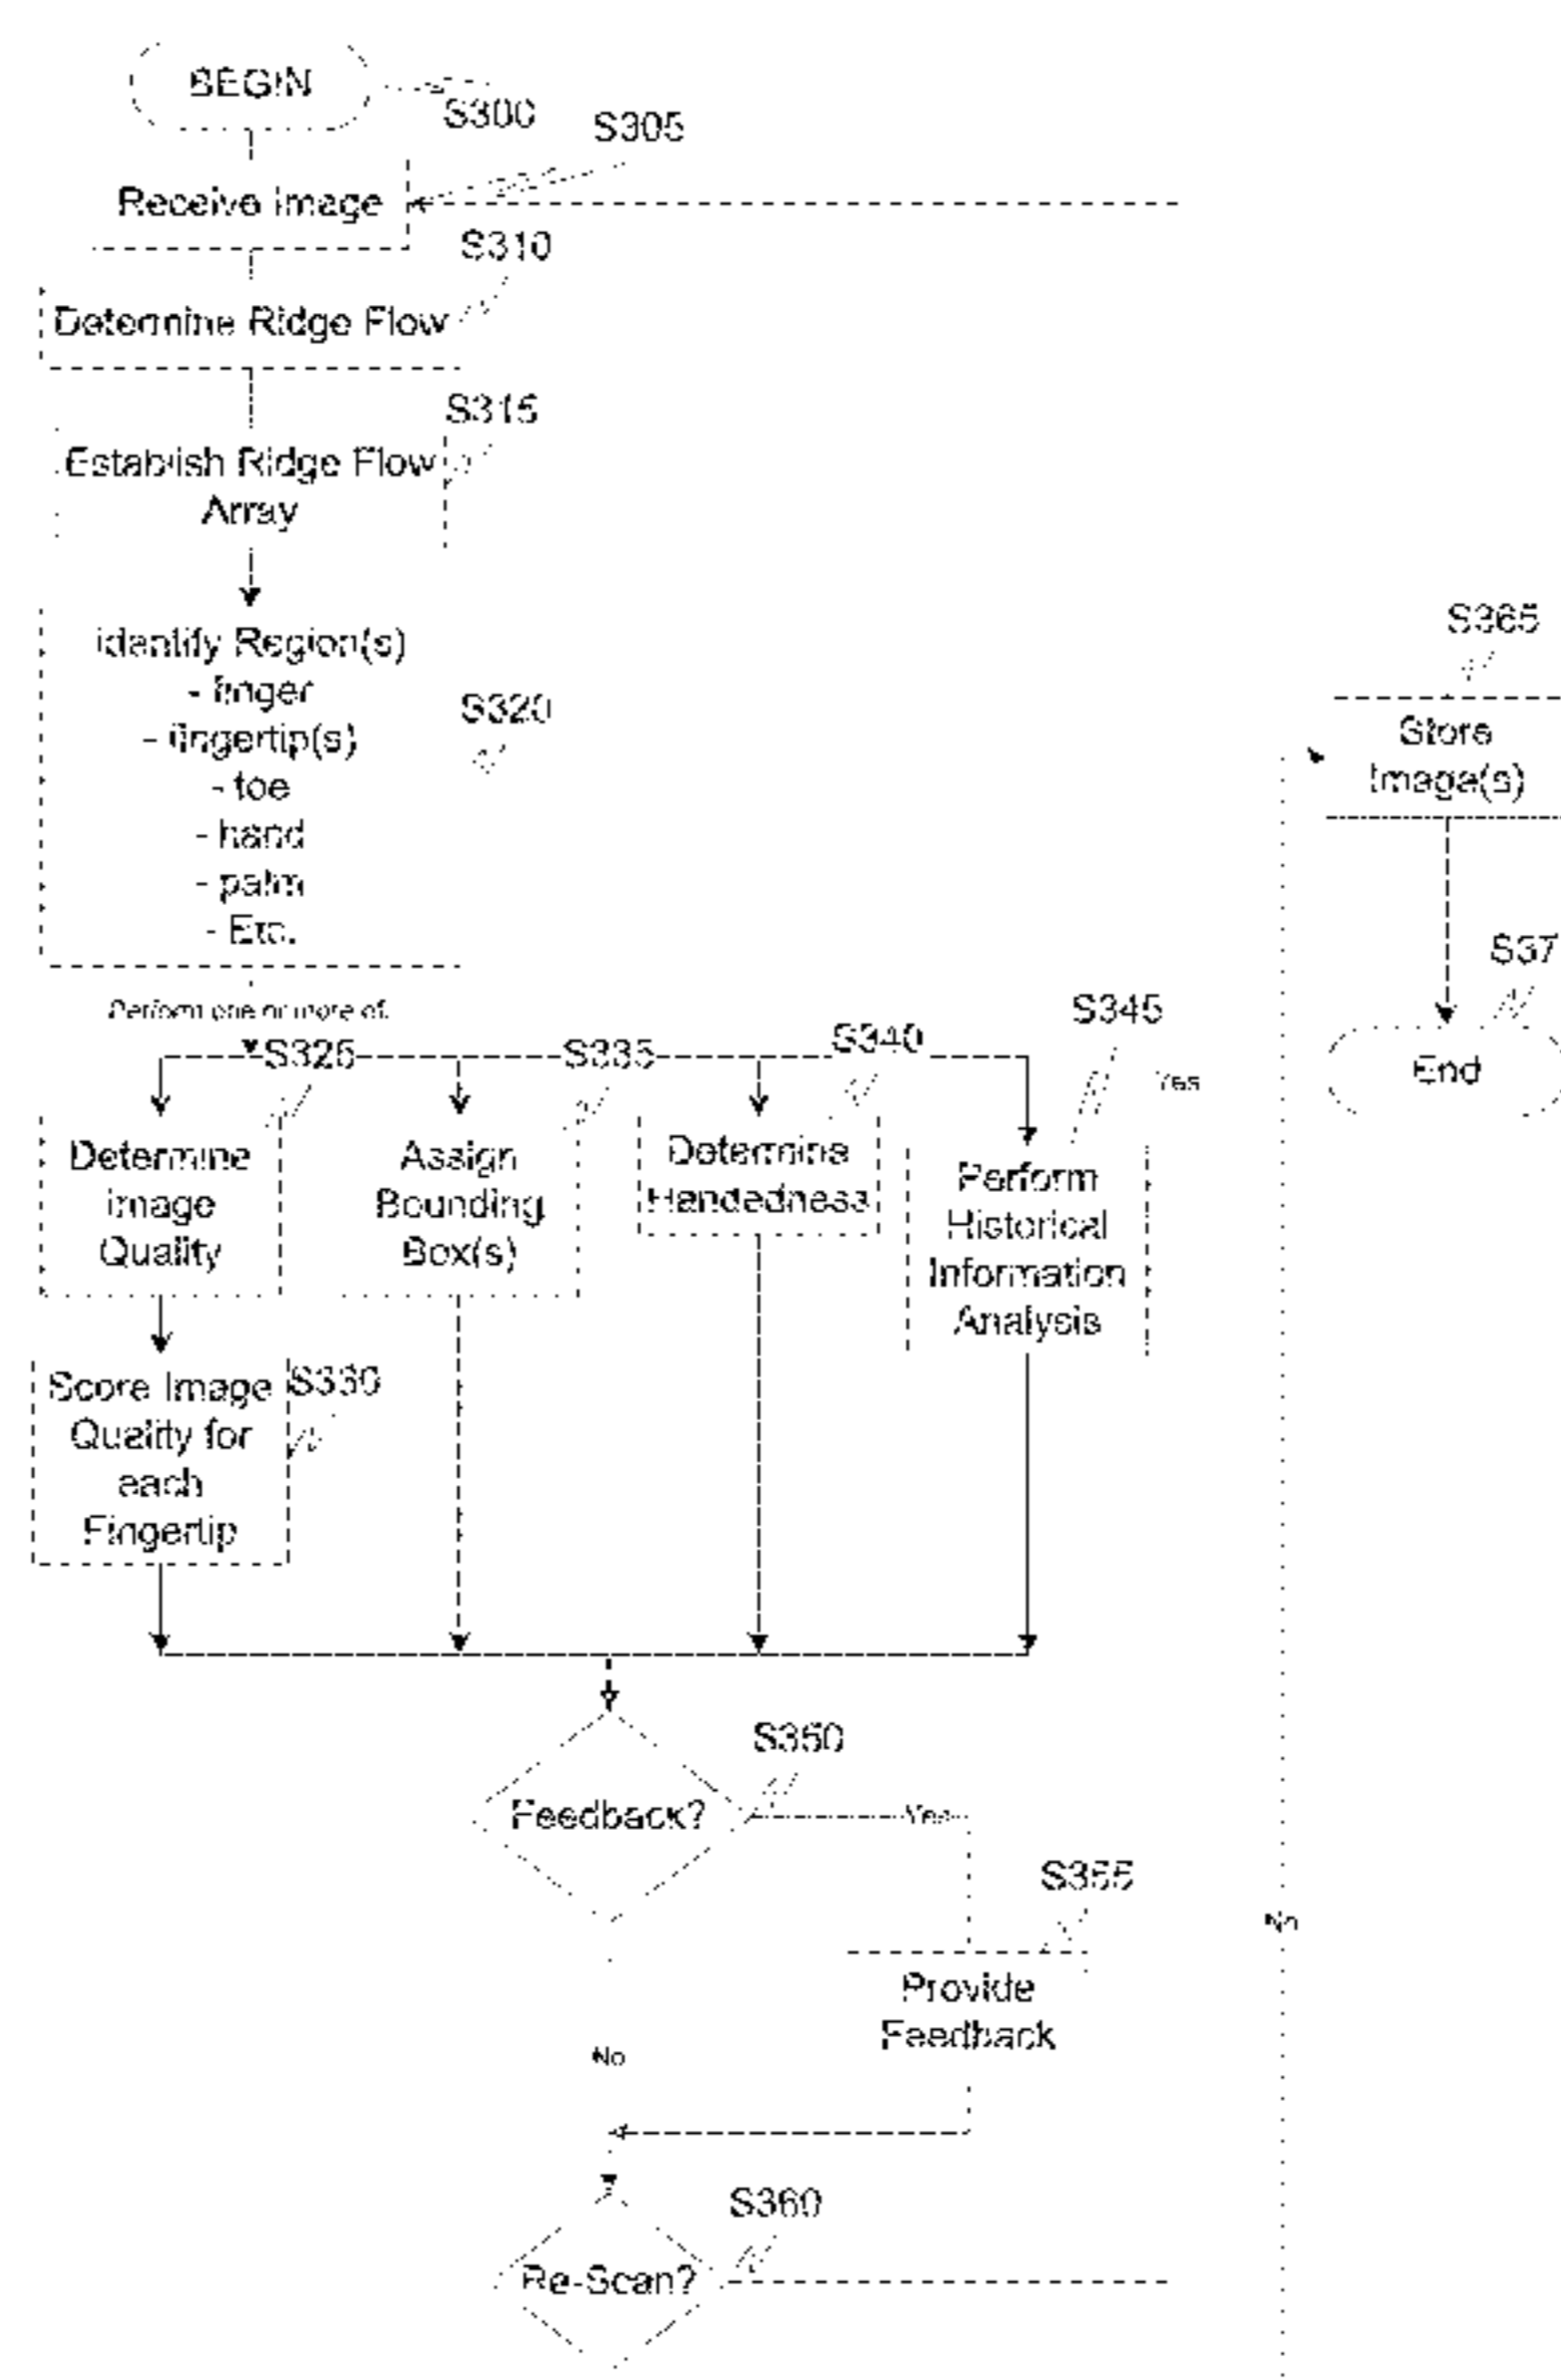 BEGIN
S300
S305
Receive Image
S310
Determine Ridge Flow
S315
Establish Ridge Flow
Array
Identify Region(s)
- finger
- fingertip(s)
- toe
- hand
- palm
- Etc.
S320
S365
Store
Image(s)
S37
End
Perform one or more of
S325
S335
S340
S345
Yes
Determine
Image
Quality
Assign
Bounding
Box(s)
Determine
Handedness
Perform
Historical
Information
Analysis
Score Image
Quality for
each
Fingertip
S330
S350
Feedback?
Yes
S355
No
Provide
Feedback
No
S360
Re-Scan?